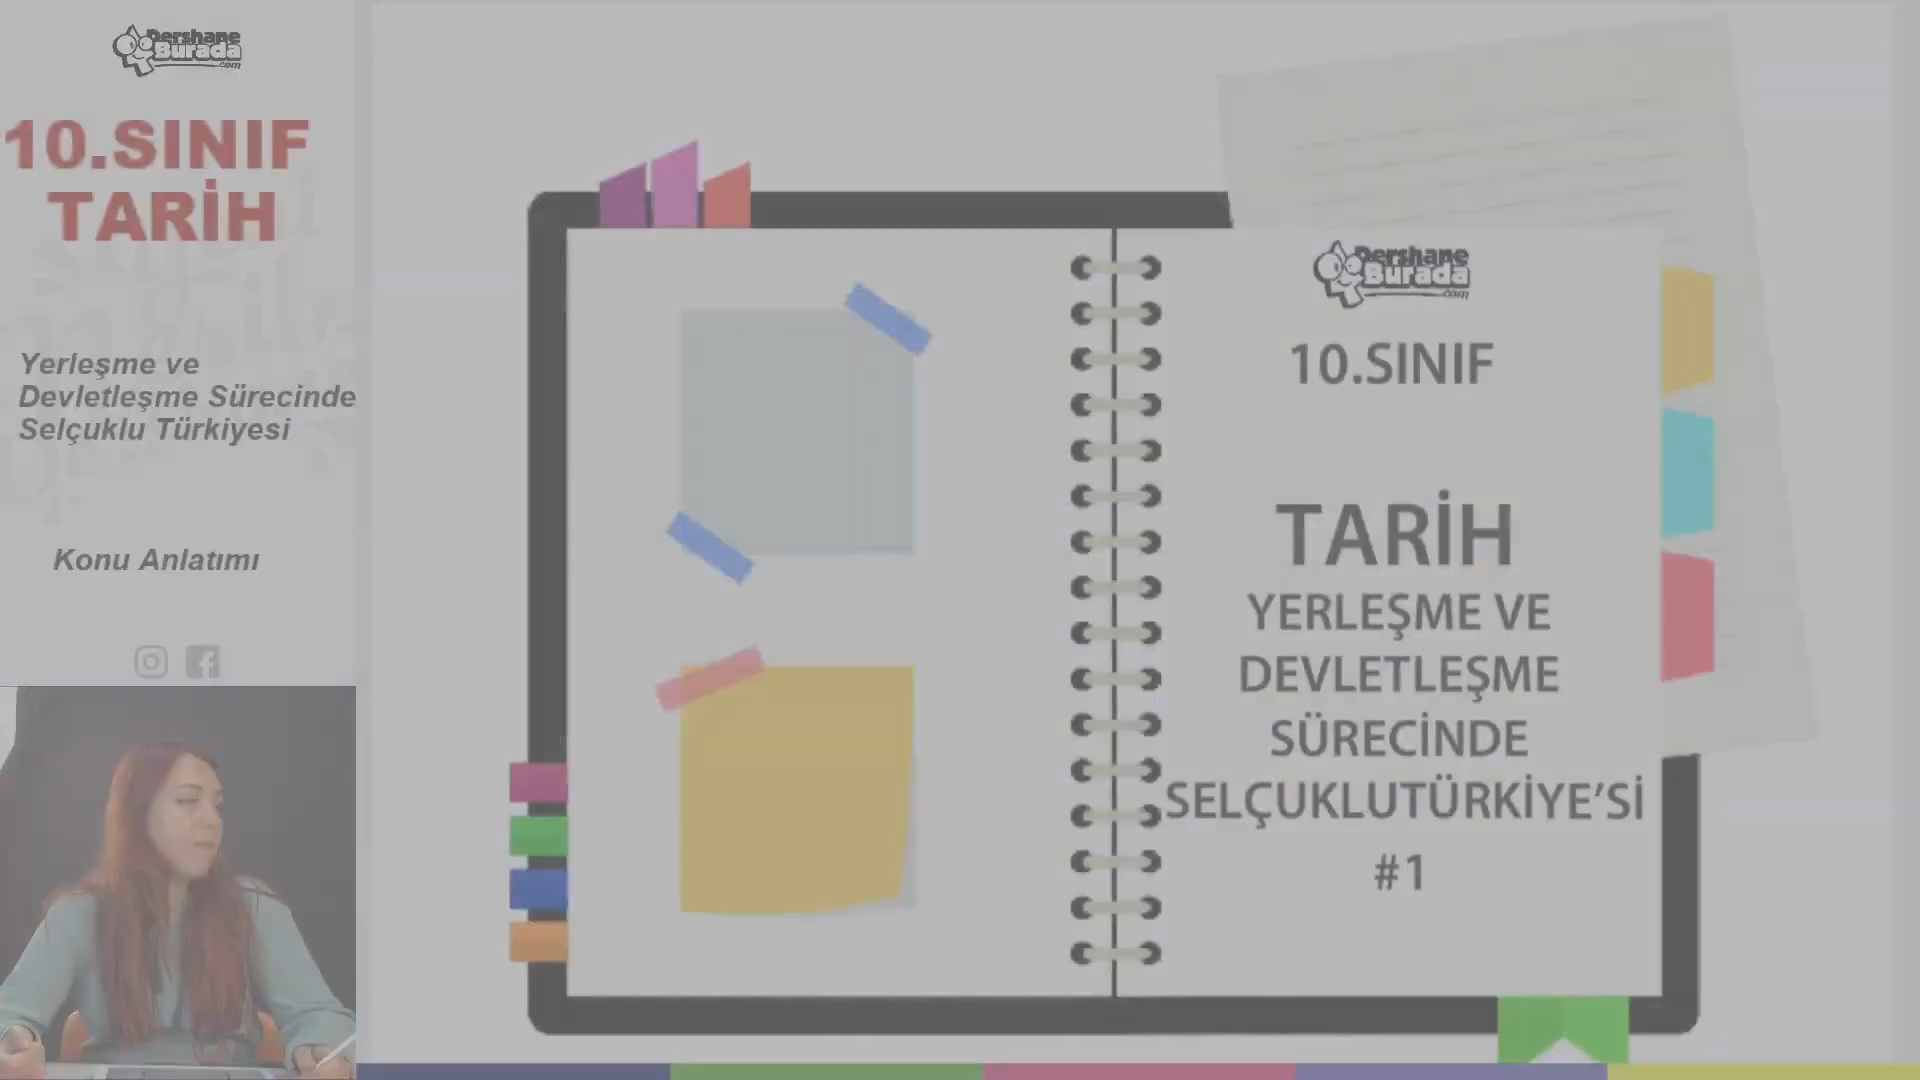 Dershane
Burada
.com
10.SINIF
TARİH
Yerleşme ve
Devletleşme Sürecinde
Selçuklu Türkiyesi
Konu Anlatımı
Dershane
Burada
.com
10.SINIF
TARİH
YERLEŞME VE
DEVLETLEŞME
SÜRECİNDE
SELÇUKLUTÜRKİYE’Sİ
#1